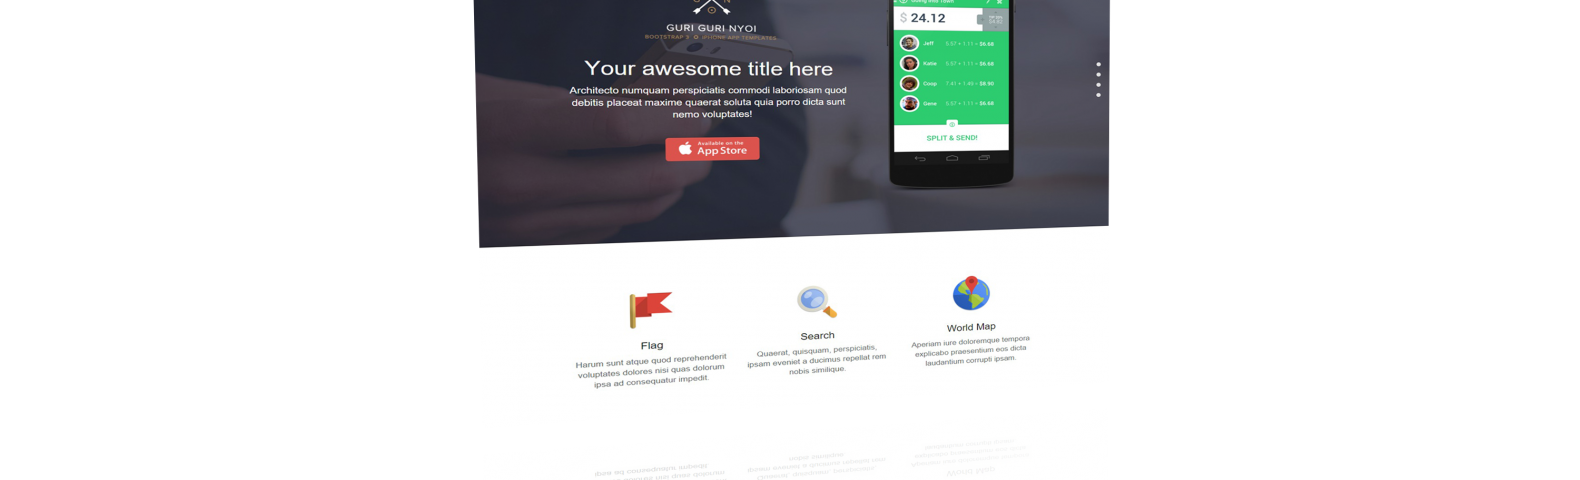 GURI GURI NYOI
BOOTSTRAP 3 IPHONE APP TEMPLATES
Your awesome title here
Architecto numquam perspiciatis commodi laboriosam quod
debitis placeat maxime quaerat soluta quia porro dicta sunt
nemo voluptates!
Available on the
App Store
$ 24.12
Jeff 5.57 + 1.11 = $6.68
Katie 5.57 + 1.11 = $6.68
Coop 7.41 + 1.49 = $8.90
Gene 5.57 + 1.11 = $6.68
SPLIT & SEND!
Flag
Harum sunt atque quod reprehenderit
voluptates dolores nisi quas dolorum
ipsa ad consequatur impedit.
Search
Quaerat, quisquam, perspiciatis,
ipsam eveniet a ducimus repellat rem
nobis similique.
World Map
Aperiam iure doloremque tempora
explicabo praesentium eos dicta
laudantium corrupti ipsam.